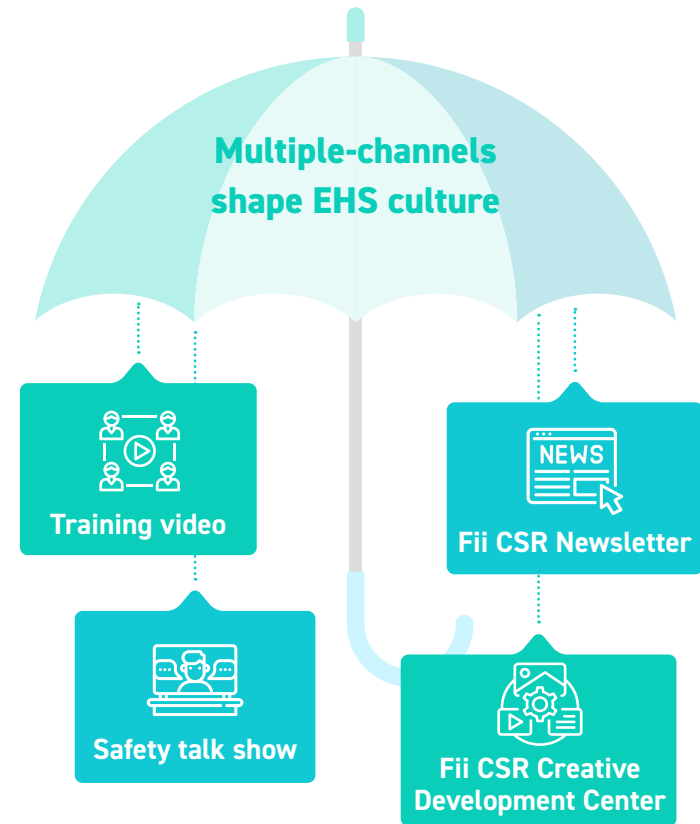 Multiple-channels
shape EHS culture
Training video
NEWS
Fii CSR Newsletter
Safety talk show
Fii CSR Creative
Development Center